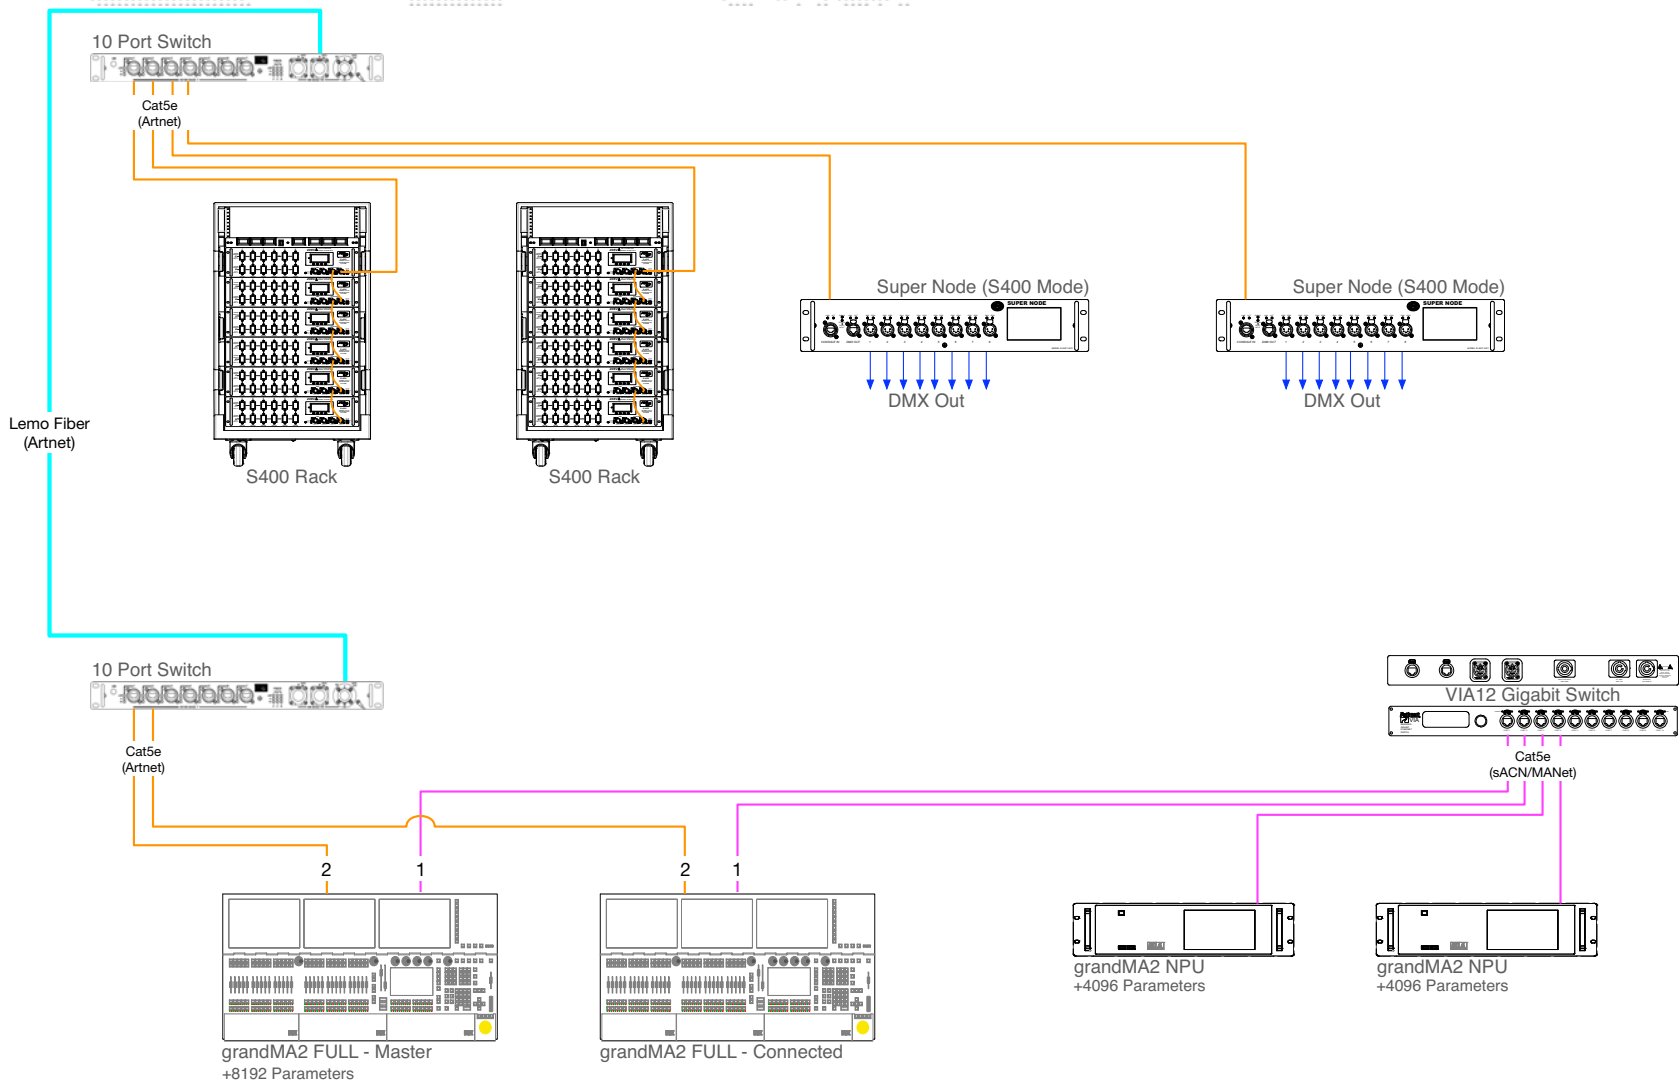 10 Port Switch
Cat5e
(Artnet)
Super Node (S400 Mode)
SUPER NODE
DMX Out
Super Node (S400 Mode)
SUPER NODE
DMX Out
Lemo Fiber
(Artnet)
S400 Rack
S400 Rack
10 Port Switch
Cat5e
(Artnet)
VIA12 Gigabit Switch
Cat5e
(sACN/MANet)
2
1
2
1
grandMA2 FULL - Master
+8192 Parameters
grandMA2 FULL - Connected
grandMA2 NPU
+4096 Parameters
grandMA2 NPU
+4096 Parameters